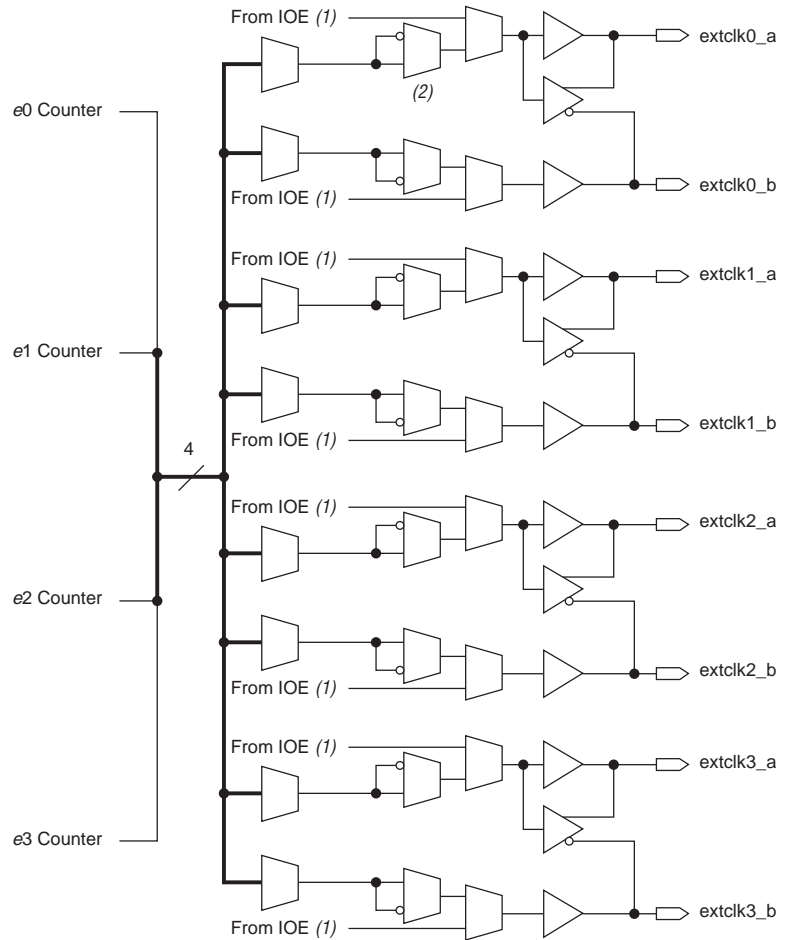 From IOE (1)
extclk0_a
(2)
e0 Counter
From IOE (1)
extclk0_b
From IOE (1)
extclk1_a
e1 Counter
From IOE (1)
extclk1_b
4
From IOE (1)
extclk2_a
e2 Counter
From IOE (1)
extclk2_b
From IOE (1)
extclk3_a
e3 Counter
From IOE (1)
extclk3_b